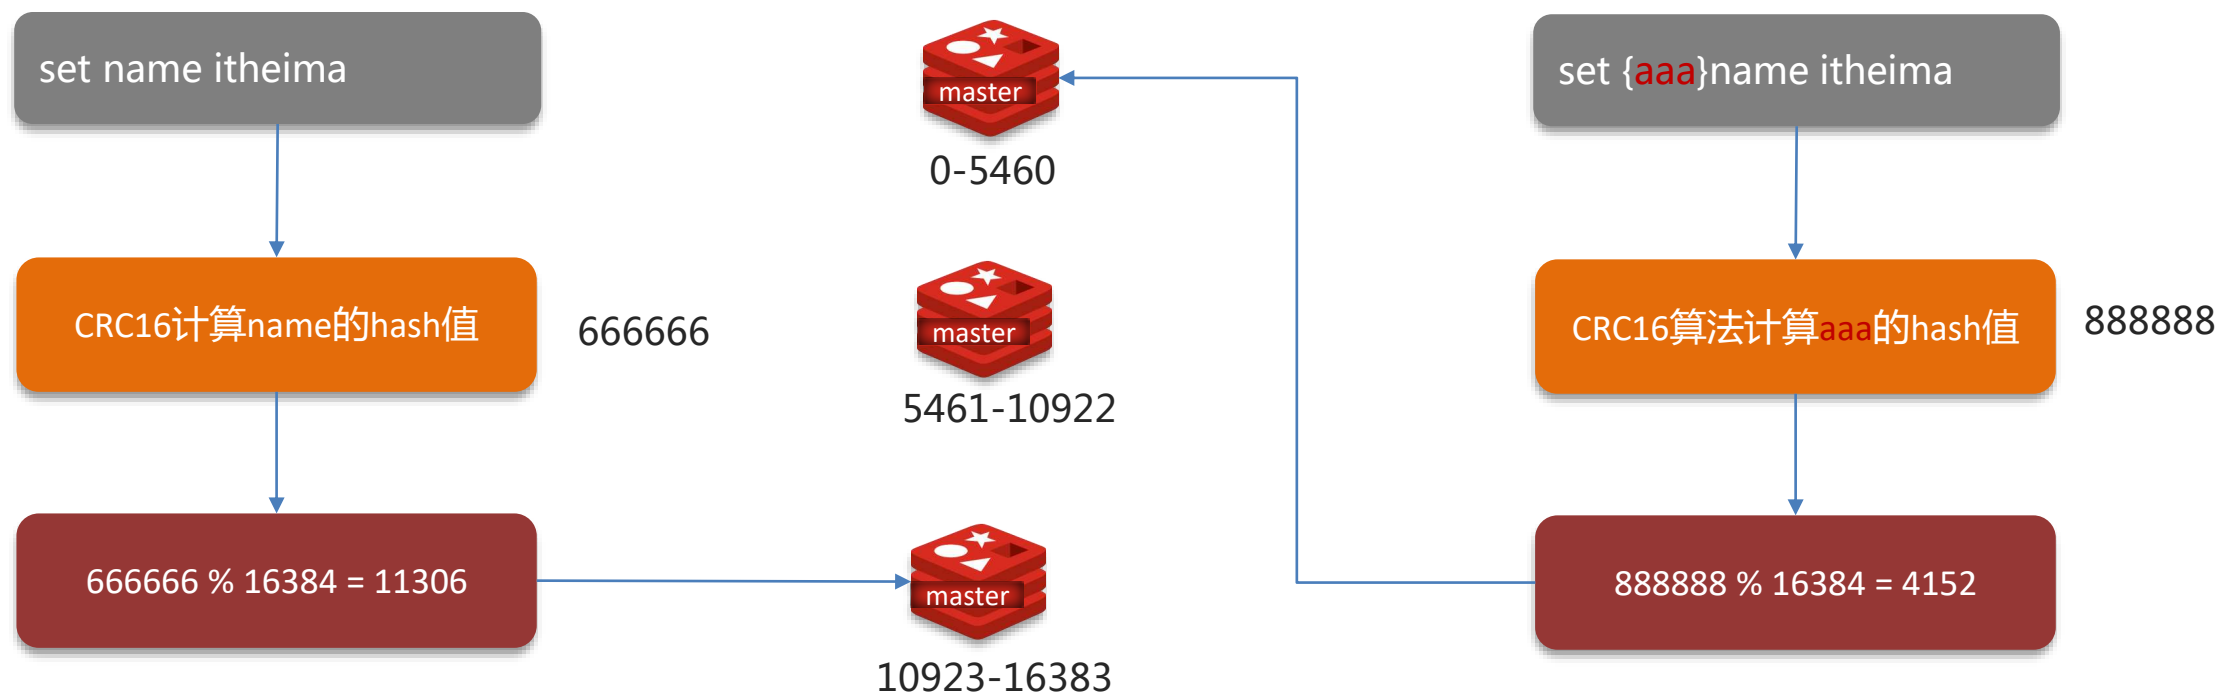 set name itheima
CRC16计算name的hash值
666666
666666 % 16384 = 11306
master
0-5460
master
5461-10922
master
10923-16383
set {aaa}name itheima
CRC16算法计算aaa的hash值
888888
888888 % 16384 = 4152